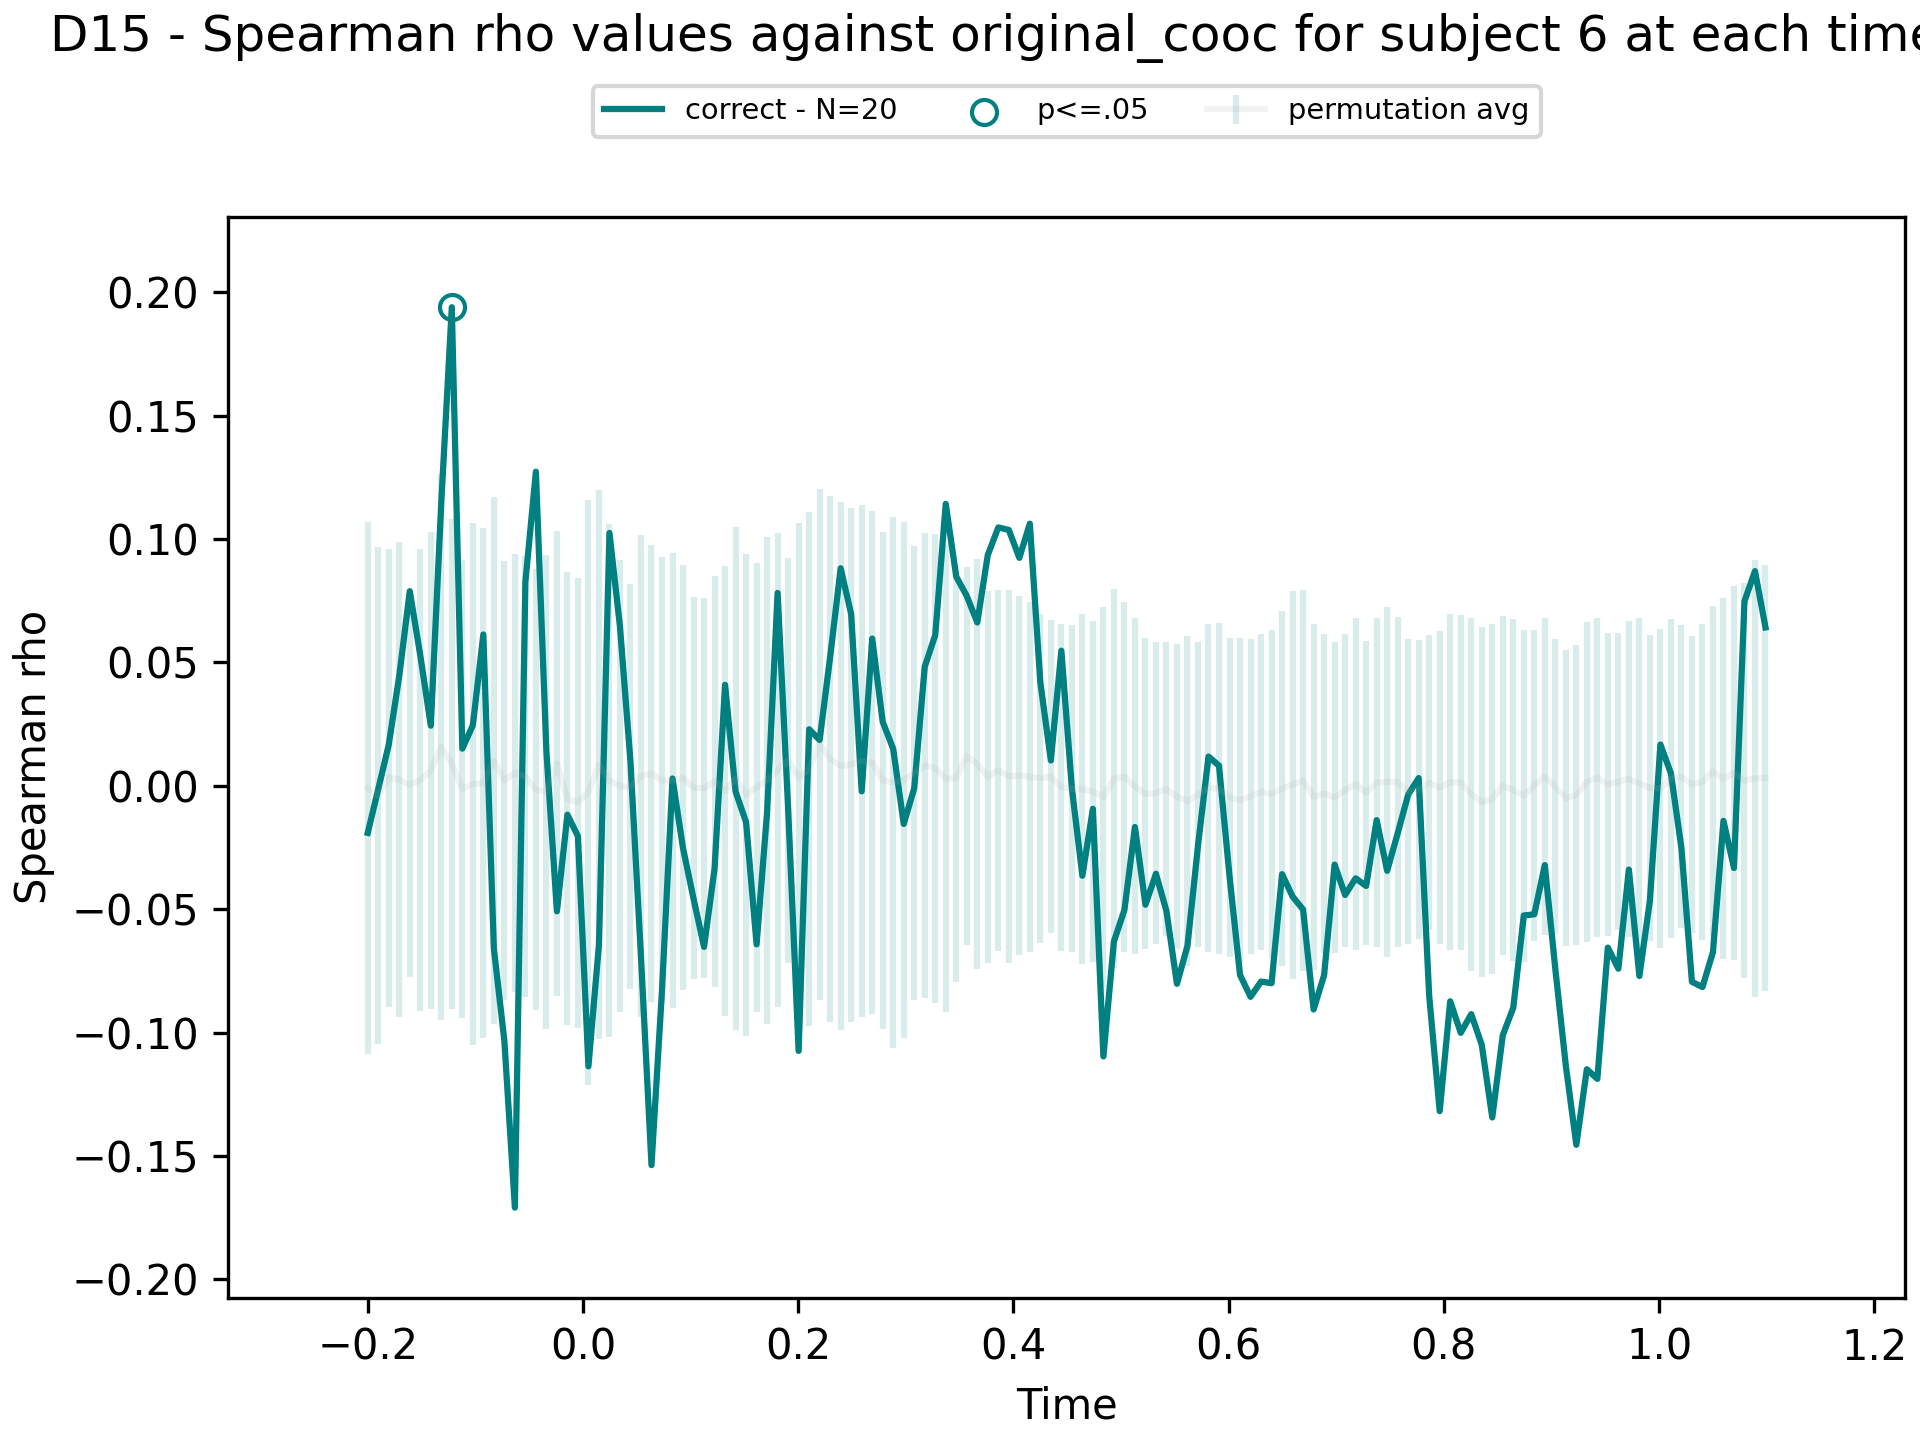 D15 - Spearman rho values against original_cooc for subject 6 at each time
correct - N=20
p<=.05
permutation avg
0.20
0.15
0.10
0.05
0.00
−0.05
−0.10
−0.15
−0.20
Spearman rho
−0.2 0.0 0.2 0.4 0.6 0.8 1.0 1.2
Time